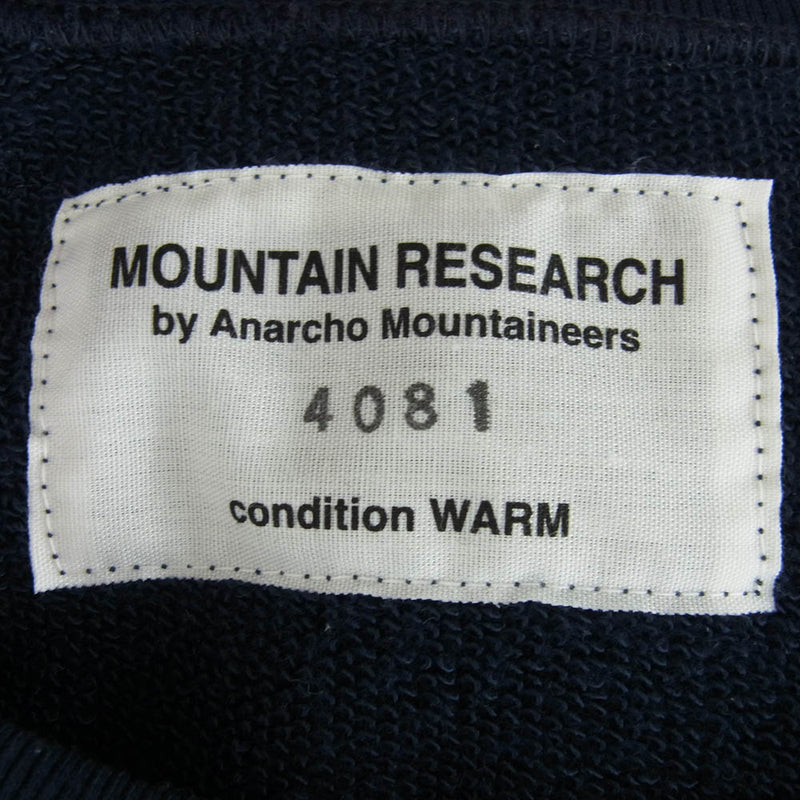 MOUNTAIN RESEARCH
by Anarcho Mountaineers
4081
condition WARM